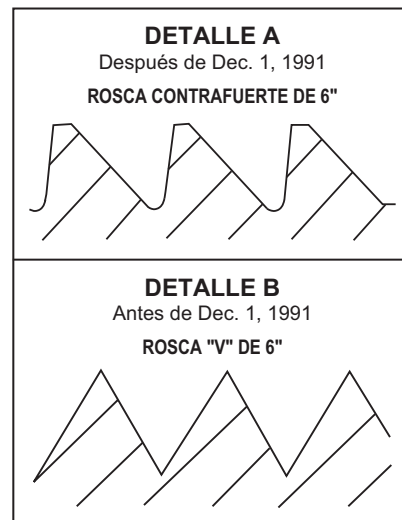 DETALLE A
Después de Dec. 1, 1991
ROSCA CONTRAFUERTE DE 6"
DETALLE B
Antes de Dec. 1, 1991
ROSCA "V" DE 6"